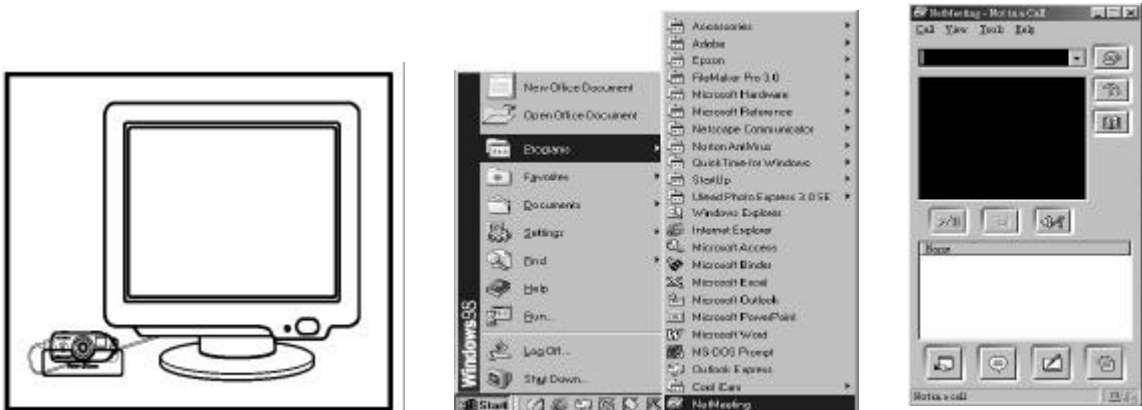 New Office Document
Open Office Document
Programs
Favorites
Documents
Settings
Find
Help
Run...
Log Off...
Shut Down...
Windows98
Start
Accessories
Adobe
Epson
FileMaker Pro 3.0
Microsoft Hardware
Microsoft Reference
Netscape Communicator
Norton AntiVirus
QuickTime for Windows
StartUp
Ulead Photo Express 2.0 SE
Windows Explorer
Internet Explorer
Microsoft Access
Microsoft Binder
Microsoft Excel
Microsoft Outlook
Microsoft PowerPoint
Microsoft Word
MS-DOS Prompt
Outlook Express
Cool iCam
NetMeeting
NetMeeting - Not in a Call
Call View Tools Help
Name
Not in a call